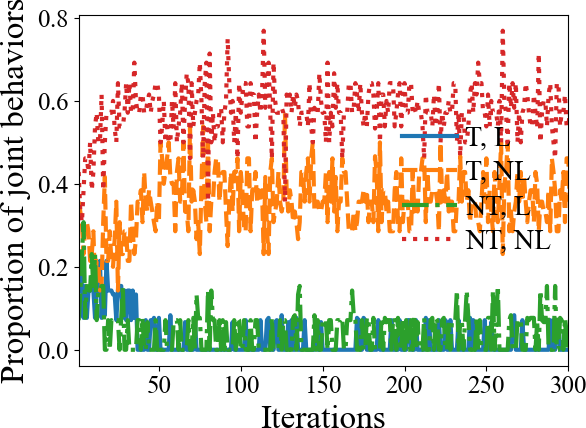 Proportion of joint behaviors
0.8
0.6
0.4
0.2
0.0
T, L
T, NL
NT, L
NT, NL
50
100
150
200
250
300
Iterations